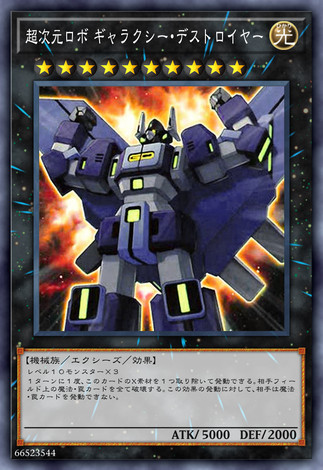 超次元ロボ ギャラクシー・デストロイヤー
光
GD
【機械族／エクシーズ／効果】
レベル１０モンスター×３
１ターンに１度、このカードのX素材を１つ取り除いて発動できる。相手フィー
ルド上の魔法・罠カードを全て破壊する。この効果の発動に対して、相手は魔法
・罠カードを発動できない。
ATK/ 5000 DEF/ 2000
66523544